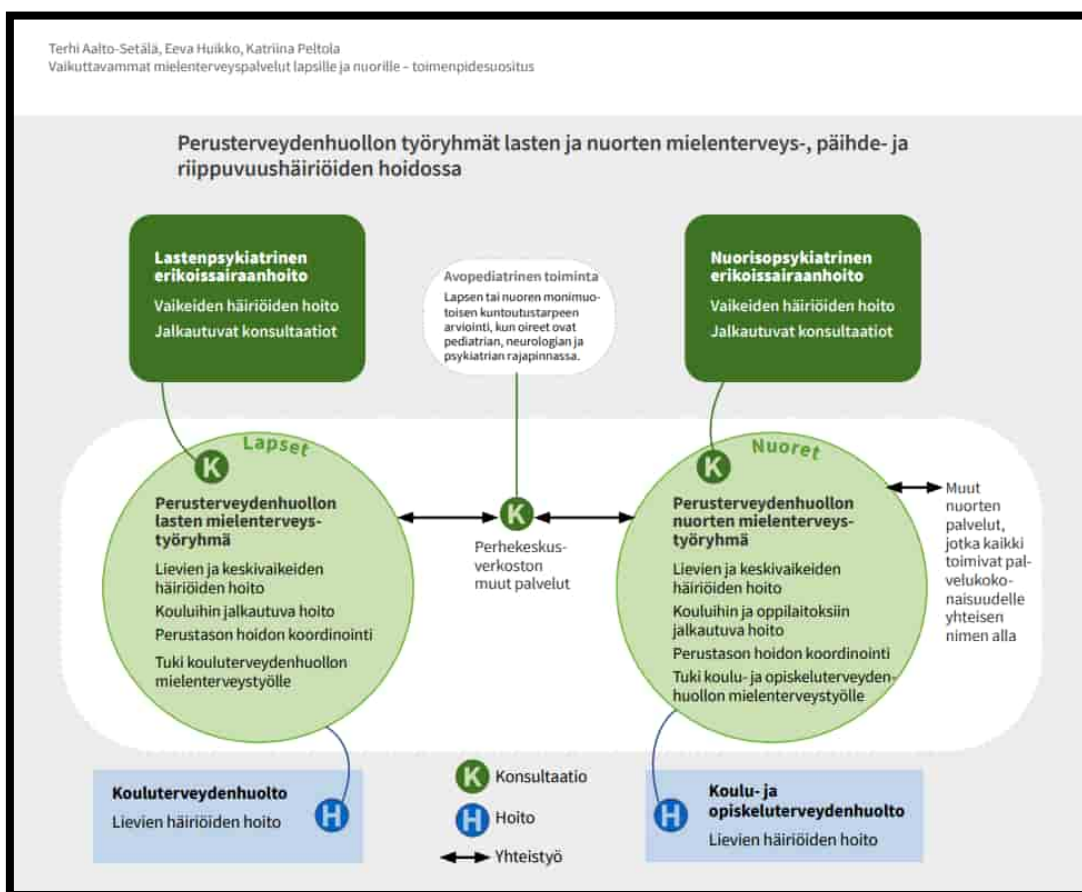 Terhi Aalto-Setälä, Eeva Huikko, Katriina Peltola
Vaikuttavammat mielenterveyspalvelut lapsille ja nuorille – toimenpidesuositus
Perusterveydenhuollon työryhmät lasten ja nuorten mielenterveys-, päihde- ja
riippuvuushäiriöiden hoidossa
Lastenpsykiatrinen
erikoissairaanhoito
Vaikeiden häiriöiden hoito
Jalkautuvat konsultaatiot
Avopediatrinen toiminta
Lapsen tai nuoren monimuo-
toisen kuntoutustarpeen
arviointi, kun oireet ovat
pediatrian, neurologian ja
psykiatrian rajapinnassa.
Nuorisopsykiatrinen
erikoissairaanhoito
Vaikeiden häiriöiden hoito
Jalkautuvat konsultaatiot
Lapset
K
Perusterveydenhuollon
lasten mielenterveys-
työryhmä
Lievien ja keskivaikeiden
häiriöiden hoito
Kouluihin jalkautuva hoito
Perustason hoidon koordinointi
Tuki kouluterveydenhuollon
mielenterveystyölle
K
Perhekeskus-
verkoston
muut palvelut
Nuoret
K
Perusterveydenhuollon
nuorten mielenterveys-
työryhmä
Lievien ja keskivaikeiden
häiriöiden hoito
Kouluihin ja oppilaitoksiin
jalkautuva hoito
Perustason hoidon koordinointi
Tuki koulu- ja opiskeluterveyden-
huollon mielenterveystyölle
Muut
nuorten
palvelut,
jotka kaikki
toimivat pal-
velukoko-
naisuudelle
yhteisen
nimen alla
Kouluterveydenhuolto
Lievien häiriöiden hoito
H
K Konsultaatio
H Hoito
Yhteistyö
H
Koulu- ja
opiskeluterveydenhuolto
Lievien häiriöiden hoito